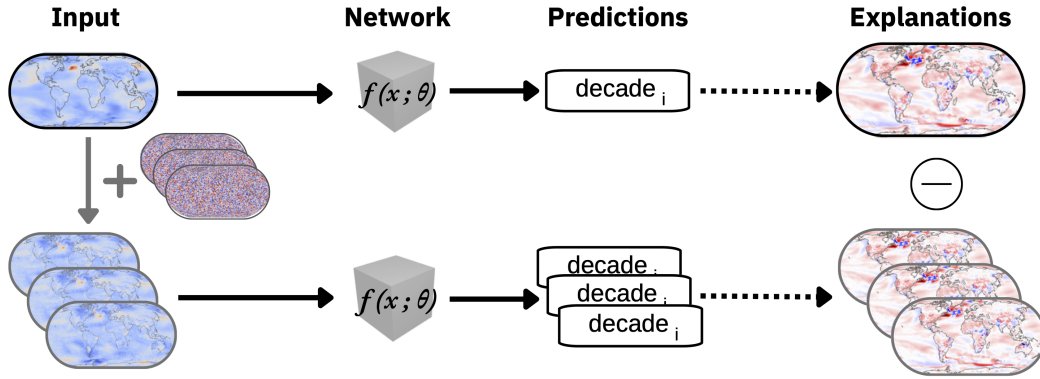 Input
Network
Predictions
Explanations
f(x; θ)
decade i
f(x; θ)
decade i
decade i
decade i